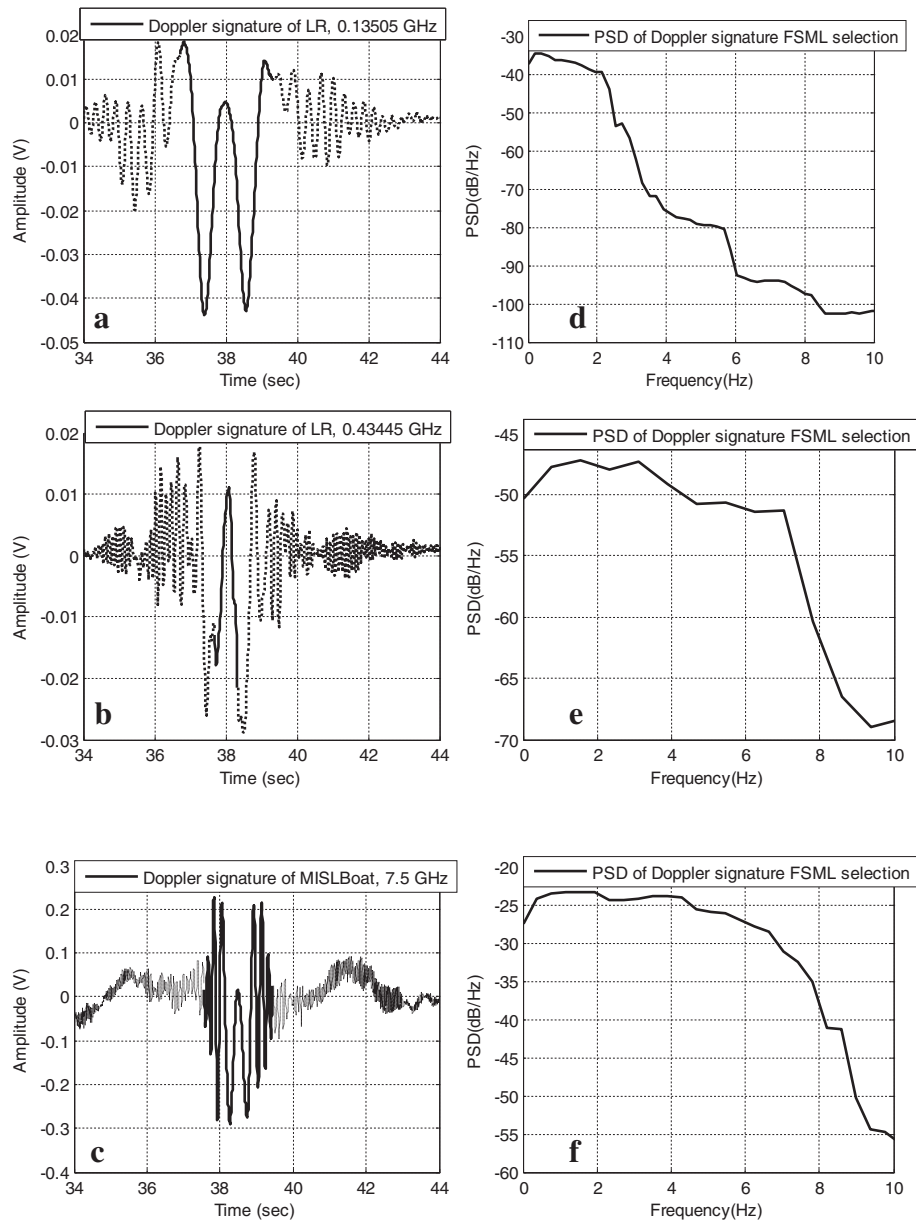 Doppler signature of LR, 0.13505 GHz
0.02
0.01
0
-0.01
-0.02
-0.03
-0.04
-0.05
Amplitude (V)
a
34 36 38 40 42 44
Time (sec)
PSD of Doppler signature FSML selection
-30
-40
-50
-60
-70
-80
-90
-100
-110
PSD(dB/Hz)
d
0 2 4 6 8 10
Frequency(Hz)
Doppler signature of LR, 0.43445 GHz
0.02
0.01
0
-0.01
-0.02
-0.03
Amplitude (V)
b
34 36 38 40 42 44
Time (sec)
PSD of Doppler signature FSML selection
-45
-50
-55
-60
-65
-70
PSD(dB/Hz)
e
0 2 4 6 8 10
Frequency(Hz)
Doppler signature of MISLBoat, 7.5 GHz
0.3
0.2
0.1
0
-0.1
-0.2
-0.3
-0.4
Amplitude (V)
c
34 36 38 40 42 44
Time (sec)
PSD of Doppler signature FSML selection
-20
-25
-30
-35
-40
-45
-50
-55
-60
PSD(dB/Hz)
f
0 2 4 6 8 10
Frequency(Hz)